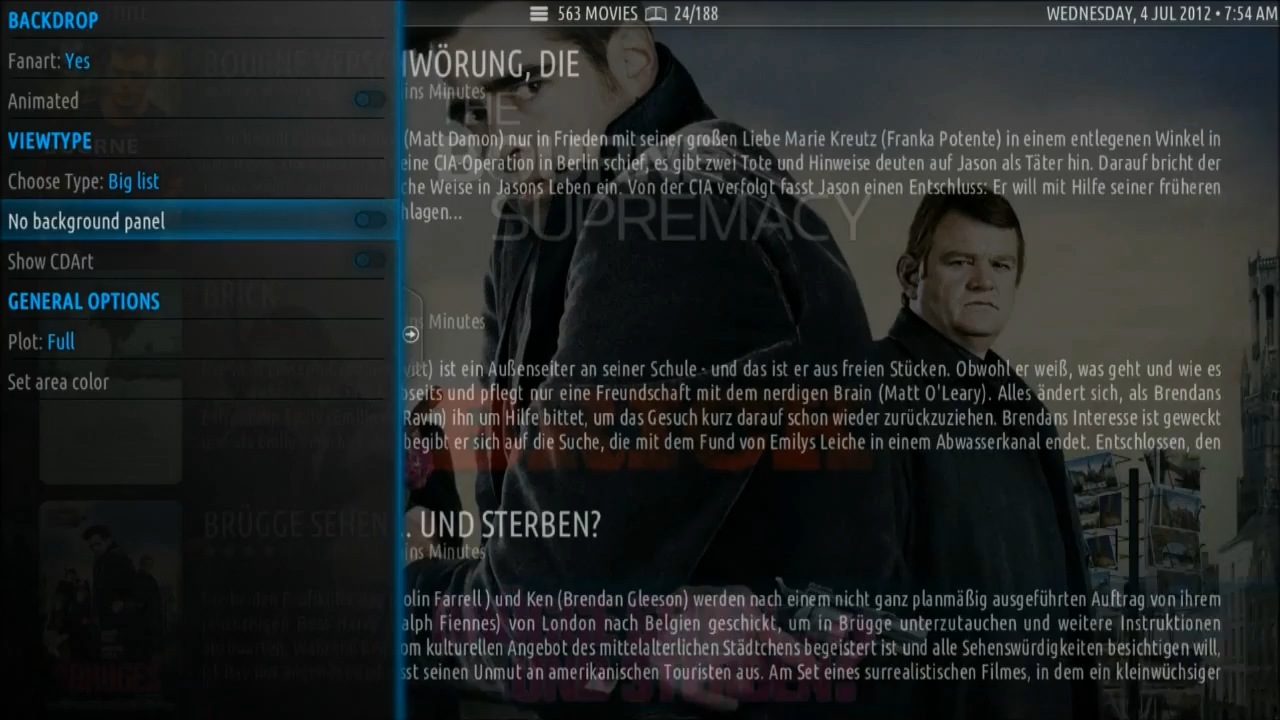 BACKDROP
Fanart: Yes
Animated
VIEWTYPE
Choose Type: Big list
No background panel
Show CDArt
GENERAL OPTIONS
Plot: Full
Set area color
563 MOVIES 24/188
WEDNESDAY, 4 JUL 2012 • 7:54 AM
BOURNE VERSCHWÖRUNG, DIE
ins Minutes
(Matt Damon) nur in Frieden mit seiner großen Liebe Marie Kreutz (Franka Potente) in einem entlegenen Winkel in
eine CIA-Operation in Berlin schief, es gibt zwei Tote und Hinweise deuten auf Jason als Täter hin. Darauf bricht der
che Weise in Jasons Leben ein. Von der CIA verfolgt fasst Jason einen Entschluss: Er will mit Hilfe seiner früheren
hlagen...
SUPREMACY
BRICK
ins Minutes
vitt) ist ein Außenseiter an seiner Schule - und das ist er aus freien Stücken. Obwohl er weiß, was geht und wie es
bseits und pflegt nur eine Freundschaft mit dem nerdigen Brain (Matt O'Leary). Alles ändert sich, als Brendans
Ravin) ihn um Hilfe bittet, um das Gesuch kurz darauf schon wieder zurückzuziehen. Brendans Interesse ist geweckt
begibt er sich auf die Suche, die mit dem Fund von Emilys Leiche in einem Abwasserkanal endet. Entschlossen, den
BRÜGGE SEHEN... UND STERBEN?
ins Minutes
olin Farrell ) und Ken (Brendan Gleeson) werden nach einem nicht ganz planmäßig ausgeführten Auftrag von ihrem
alph Fiennes) von London nach Belgien geschickt, um in Brügge unterzutauchen und weitere Instruktionen
om kulturellen Angebot des mittelalterlichen Städtchens begeistert ist und alle Sehenswürdigkeiten besichtigen will,
sst seinen Unmut an amerikanischen Touristen aus. Am Set eines surrealistischen Filmes, in dem ein kleinwüchsiger